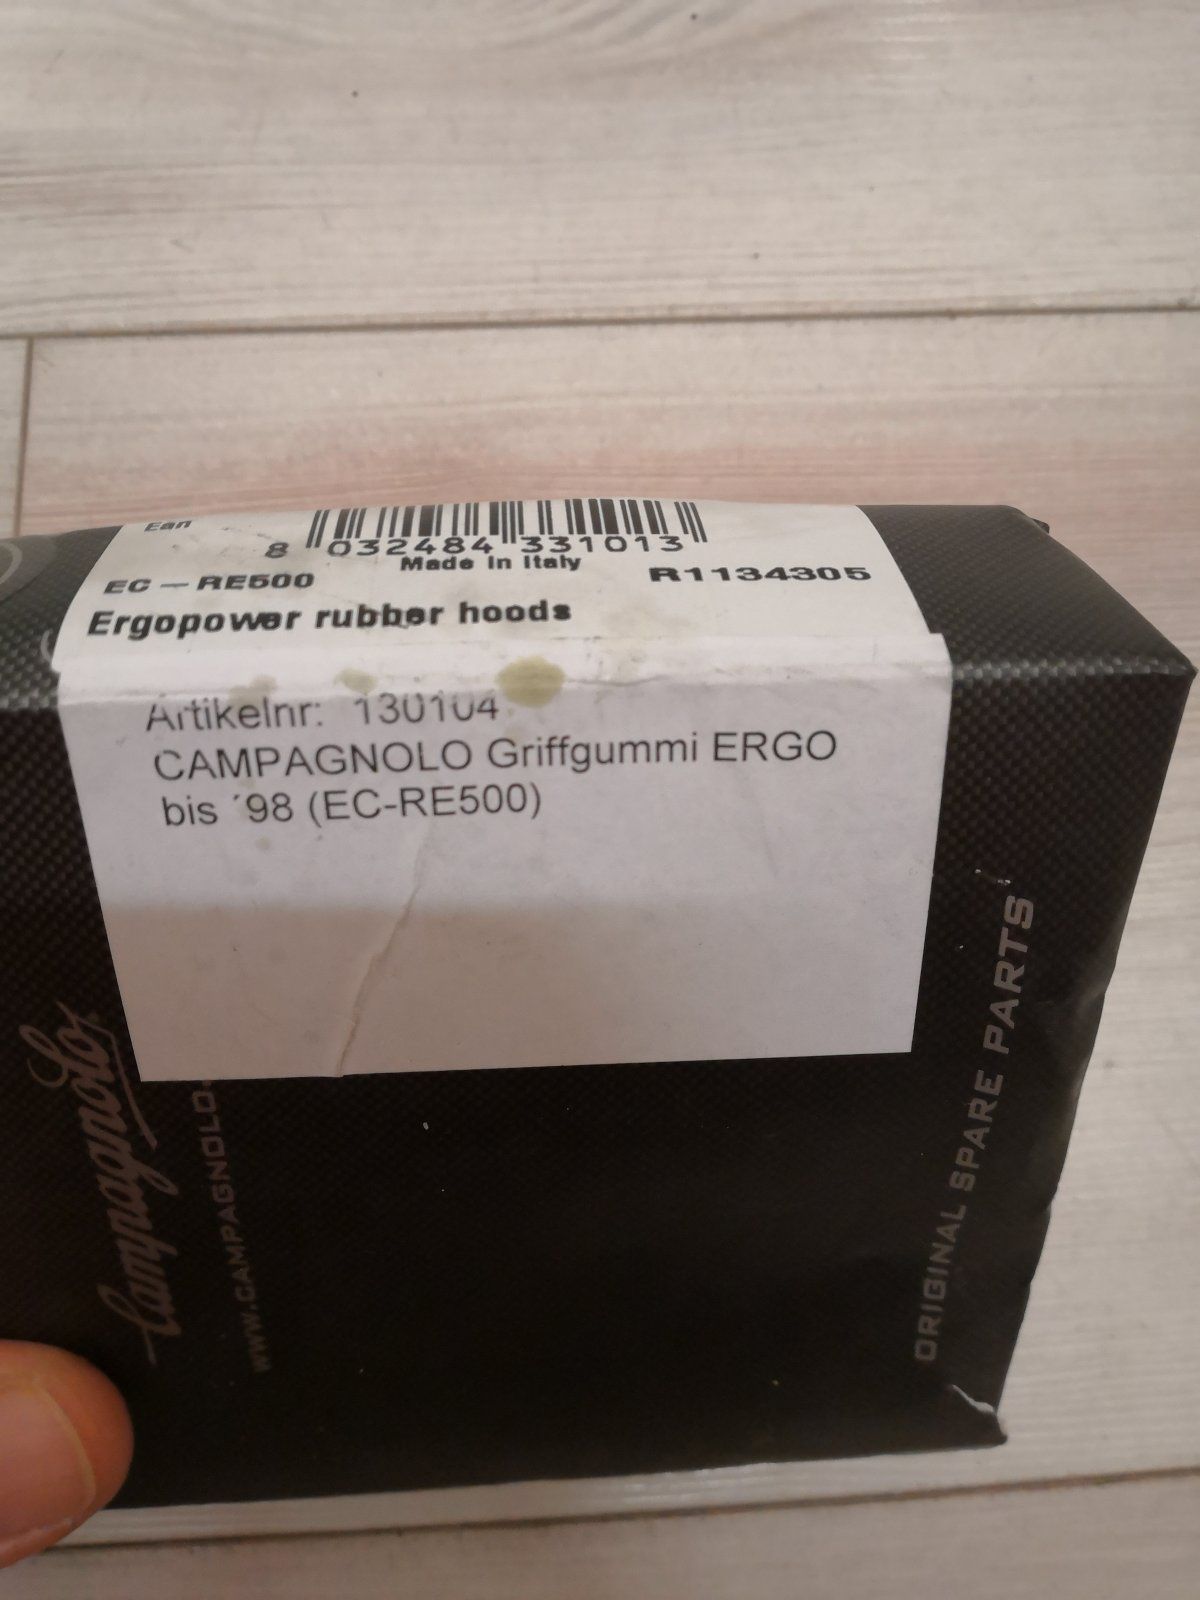 Ean
8 032484 331013
Made in Italy
EC - RE500
R1134305
Ergopower rubber hoods
Artikelnr: 130104
CAMPAGNOLO Griffgummi ERGO
bis ´98 (EC-RE500)
Campagnolo
WWW.CAMPAGNOLO.
ORIGINAL SPARE PARTS